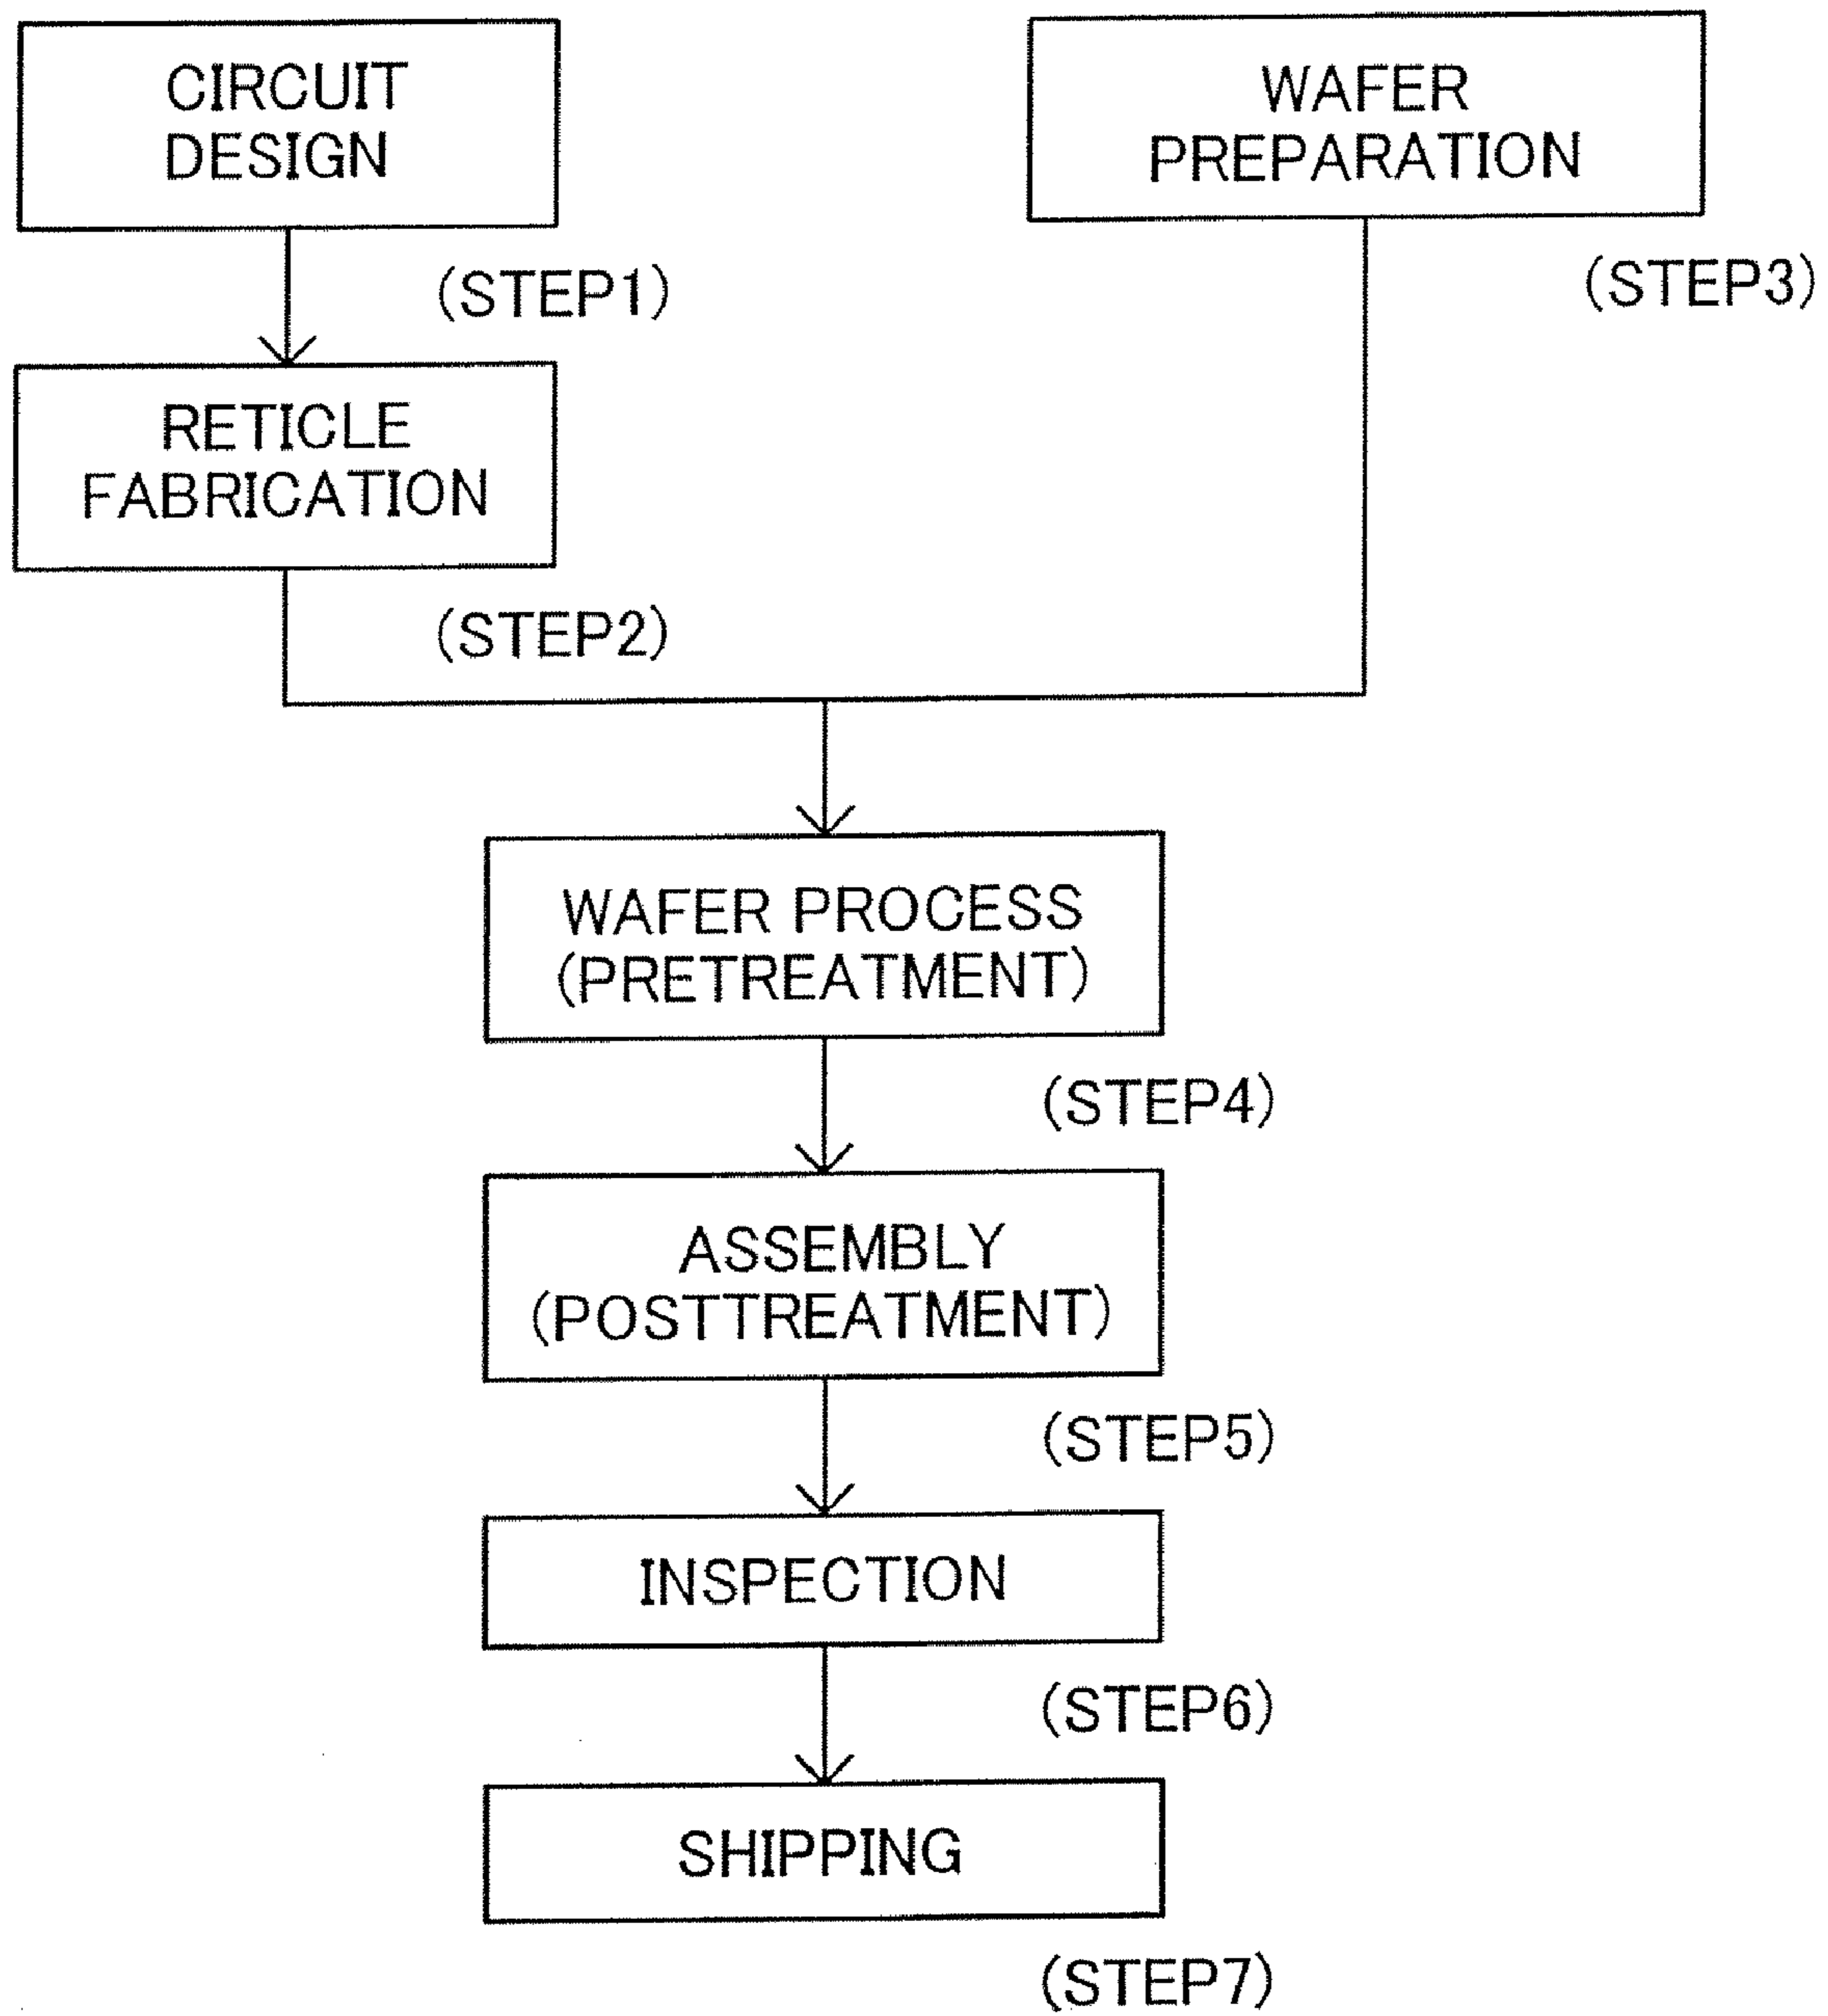 CIRCUIT
DESIGN
(STEP1)
RETICLE
FABRICATION
(STEP2)
WAFER
PREPARATION
(STEP3)
WAFER PROCESS
(PRETREATMENT)
(STEP4)
ASSEMBLY
(POSTTREATMENT)
(STEP5)
INSPECTION
(STEP6)
SHIPPING
(STEP7)